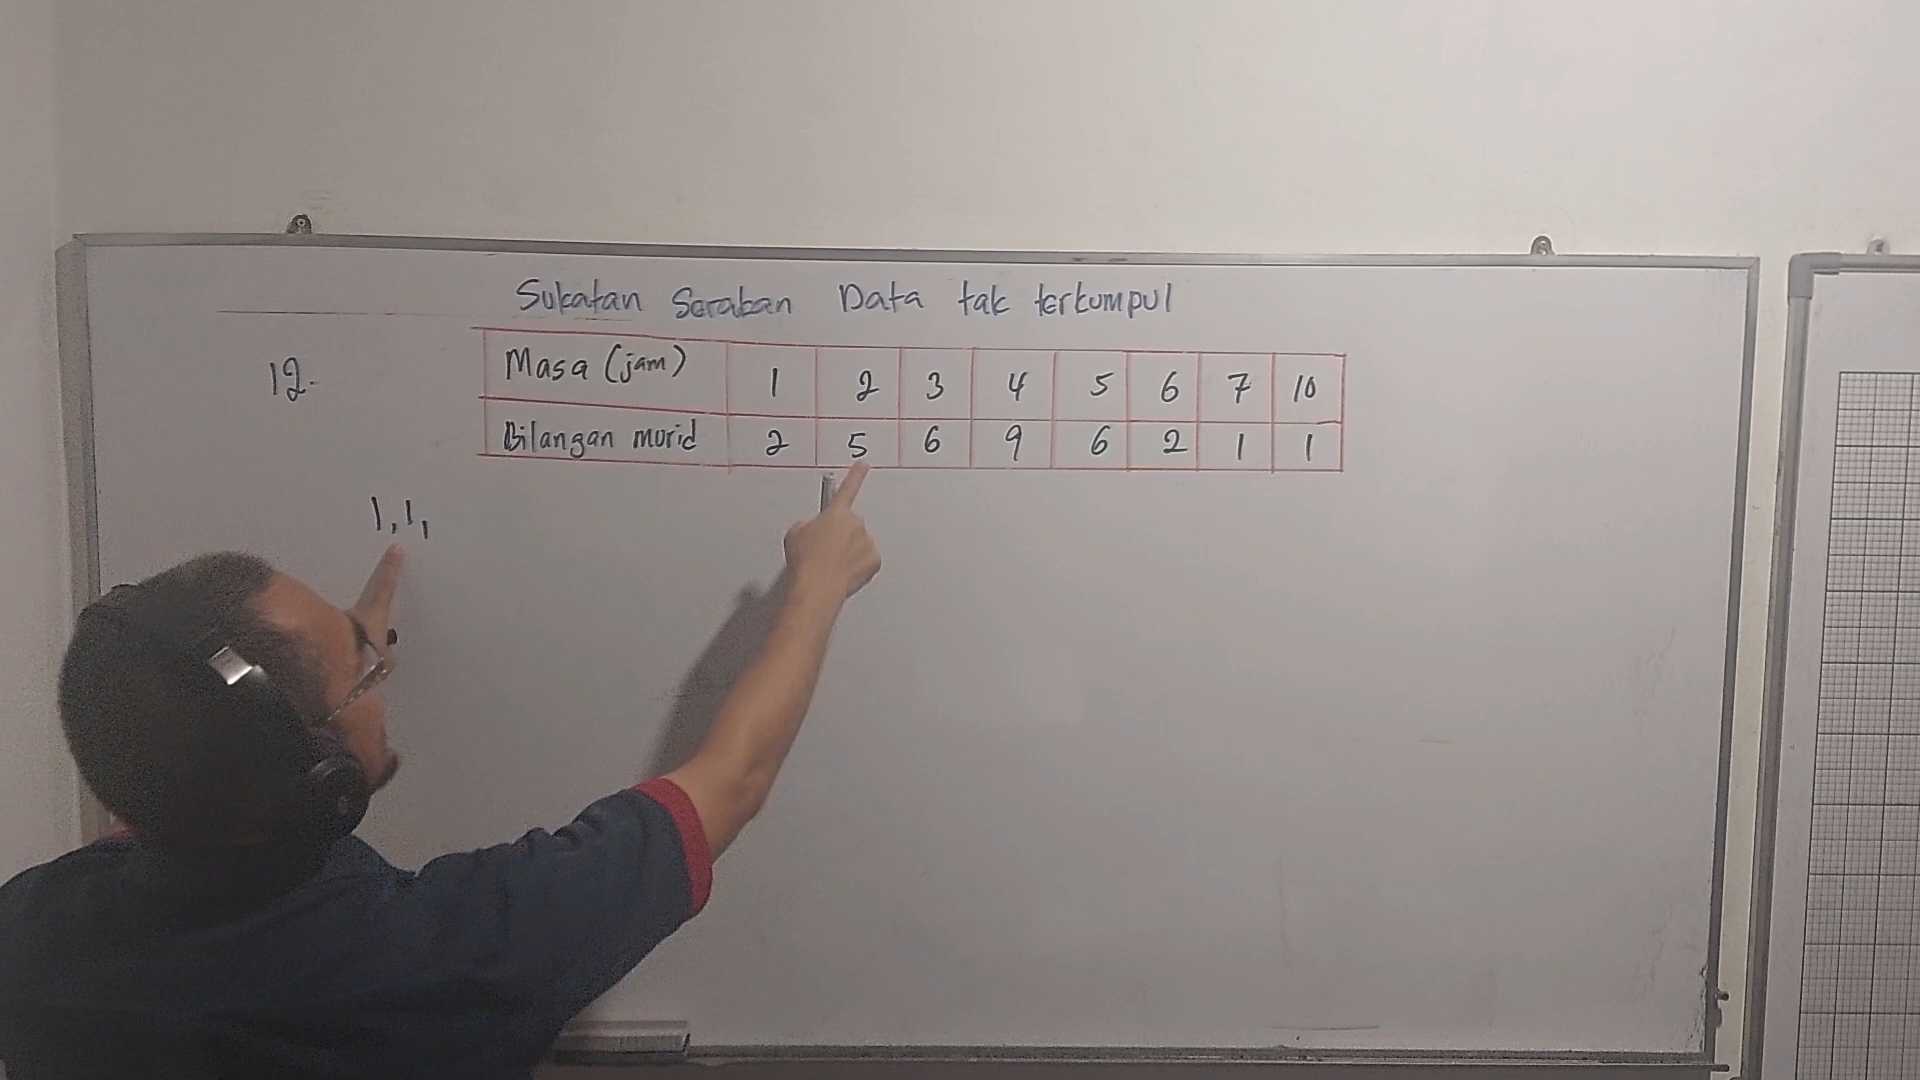 Sukatan Seraban Data tak terkumpul
12.
Masa (jam) 1 2 3 4 5 6 7 10
Bilangan murid 2 5 6 9 6 2 1 1
1,1,